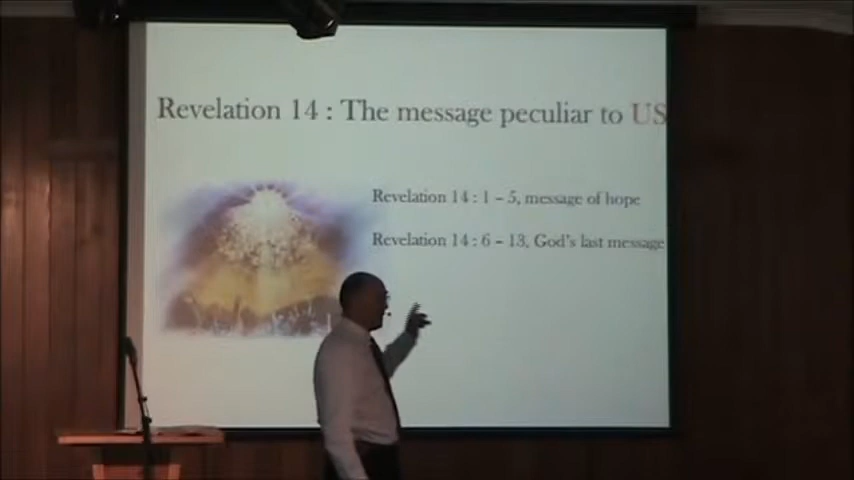 Revelation 14 : The message peculiar to US
Revelation 14 : 1 – 5, message of hope
Revelation 14 : 6 – 13, God's last message